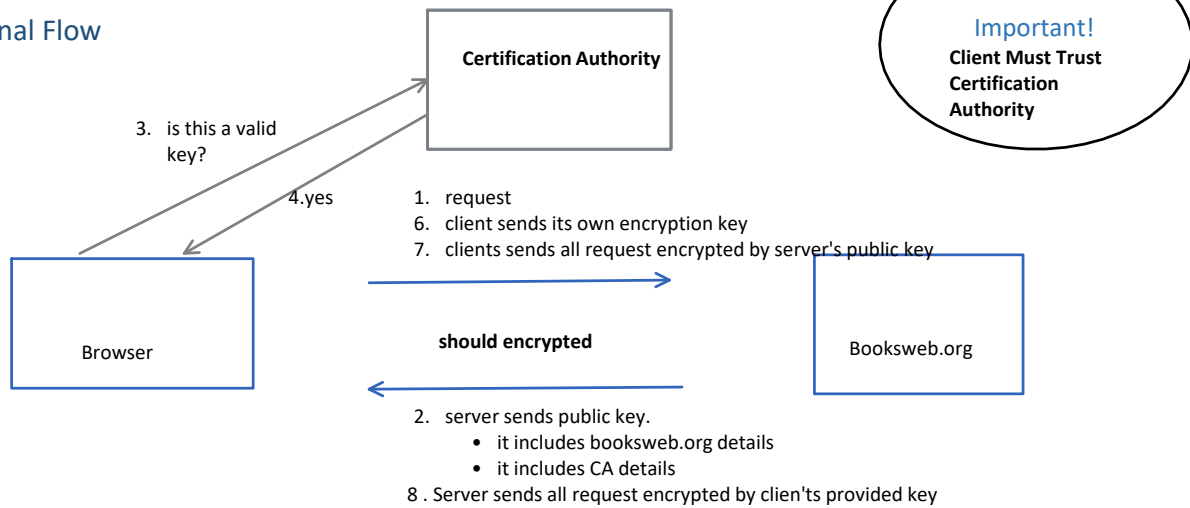 nal Flow
Important!
Client Must Trust
Certification
Authority
Certification Authority
3. is this a valid
key?
4.yes
1. request
6. client sends its own encryption key
7. clients sends all request encrypted by server's public key
Browser
should encrypted
Booksweb.org
2. server sends public key.
• it includes booksweb.org details
• it includes CA details
8 . Server sends all request encrypted by clien'ts provided key